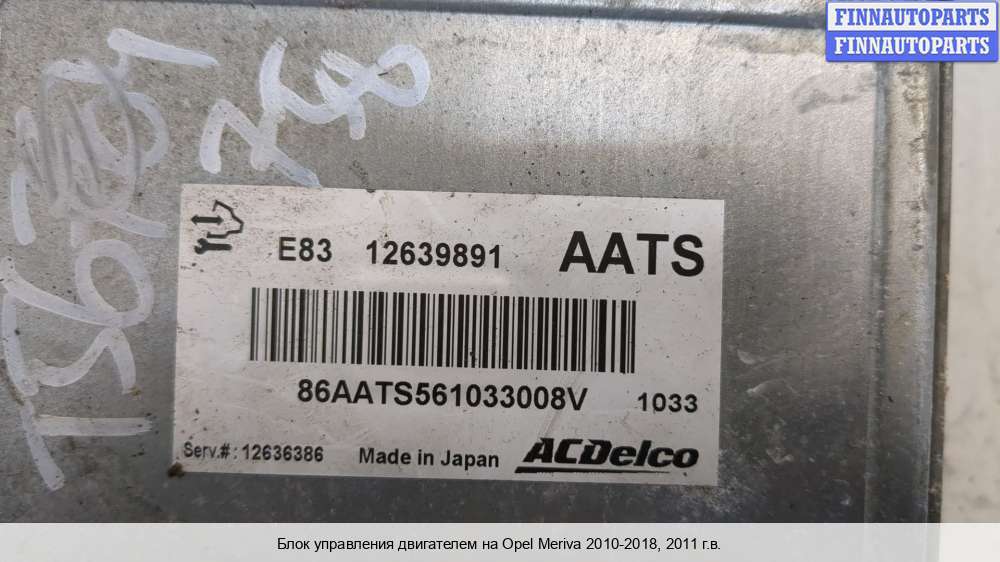 FINNAUTOPARTS
FINNAUTOPARTS
E83 12639891 AATS
86AATS561033008V 1033
Serv.#: 12636386 Made in Japan ACDelco
Блок управления двигателем на Opel Meriva 2010-2018, 2011 г.в.